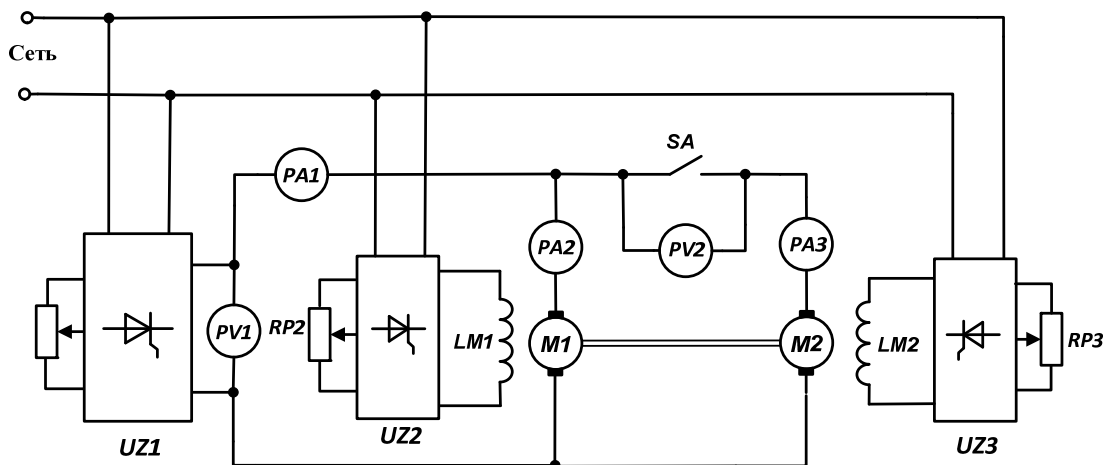 Сеть
SA
PA1
PA2
PV2
PA3
PV1
RP2
LM1
M1
M2
LM2
RP3
UZ1
UZ2
UZ3